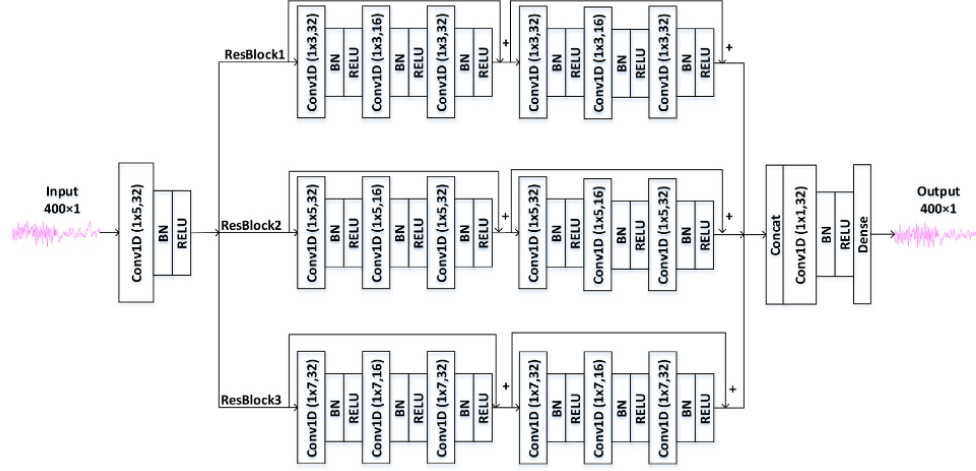 ResBlock1
Conv1D (1x3,32)
BN
RELU
Conv1D (1x3,16)
BN
RELU
Conv1D (1x3,32)
BN
RELU
+
Conv1D (1x3,32)
BN
RELU
Conv1D (1x3,16)
BN
RELU
Conv1D (1x3,32)
BN
RELU
+
Input
400×1
Conv1D (1x5,32)
BN
RELU
ResBlock2
Conv1D (1x5,32)
BN
RELU
Conv1D (1x5,16)
BN
RELU
Conv1D (1x5,32)
BN
RELU
+
Conv1D (1x5,32)
BN
RELU
Conv1D (1x5,16)
BN
RELU
Conv1D (1x5,32)
BN
RELU
+
Concat
Conv1D (1x1,32)
BN
RELU
Dense
Output
400×1
ResBlock3
Conv1D (1x7,32)
BN
RELU
Conv1D (1x7,16)
BN
RELU
Conv1D (1x7,32)
BN
RELU
+
Conv1D (1x7,32)
BN
RELU
Conv1D (1x7,16)
BN
RELU
Conv1D (1x7,32)
BN
RELU
+